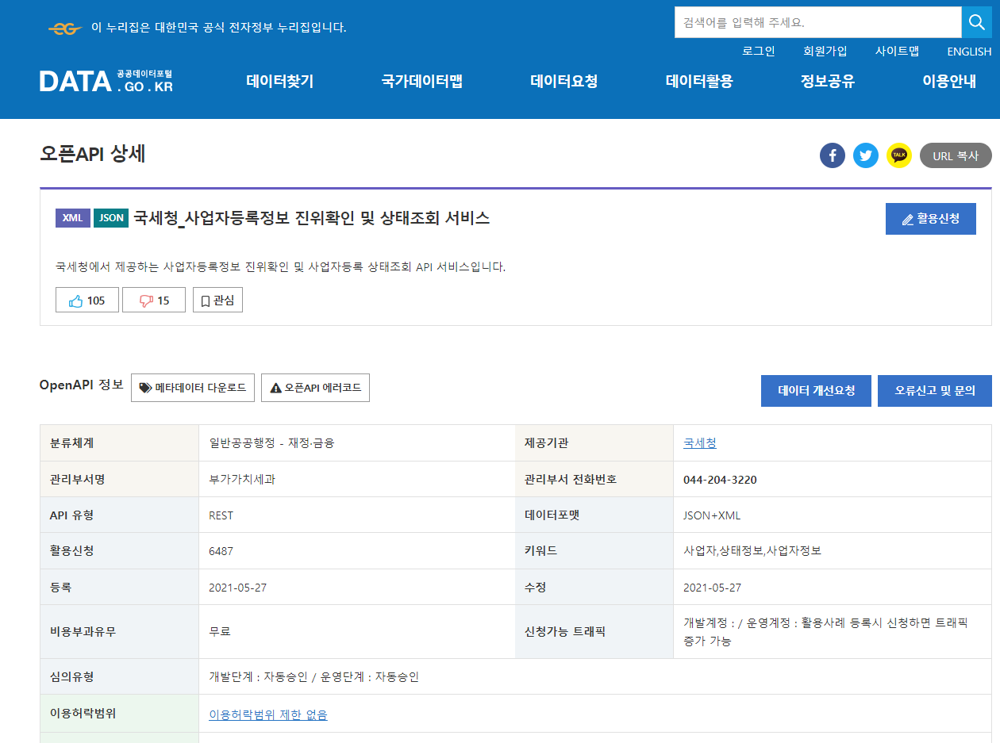 이 누리집은 대한민국 공식 전자정부 누리집입니다.
검색어를 입력해 주세요.
로그인 회원가입 사이트맵 ENGLISH
DATA 공공데이터포털 . GO . KR
데이터찾기 국가데이터맵 데이터요청 데이터활용 정보공유 이용안내
오픈API 상세
TALK
URL 복사
XML JSON 국세청_사업자등록정보 진위확인 및 상태조회 서비스
활용신청
국세청에서 제공하는 사업자등록정보 진위확인 및 사업자등록 상태조회 API 서비스입니다.
105 15 관심
OpenAPI 정보 메타데이터 다운로드 오픈API 에러코드
데이터 개선요청 오류신고 및 문의
분류체계 일반공공행정 - 재정·금융 제공기관 국세청
관리부서명 부가가치세과 관리부서 전화번호 044-204-3220
API 유형 REST 데이터포맷 JSON+XML
활용신청 6487 키워드 사업자,상태정보,사업자정보
등록 2021-05-27 수정 2021-05-27
비용부과유무 무료 신청가능 트래픽 개발계정 : / 운영계정 : 활용사례 등록시 신청하면 트래픽
증가 가능
심의유형 개발단계 : 자동승인 / 운영단계 : 자동승인
이용허락범위 이용허락범위 제한 없음